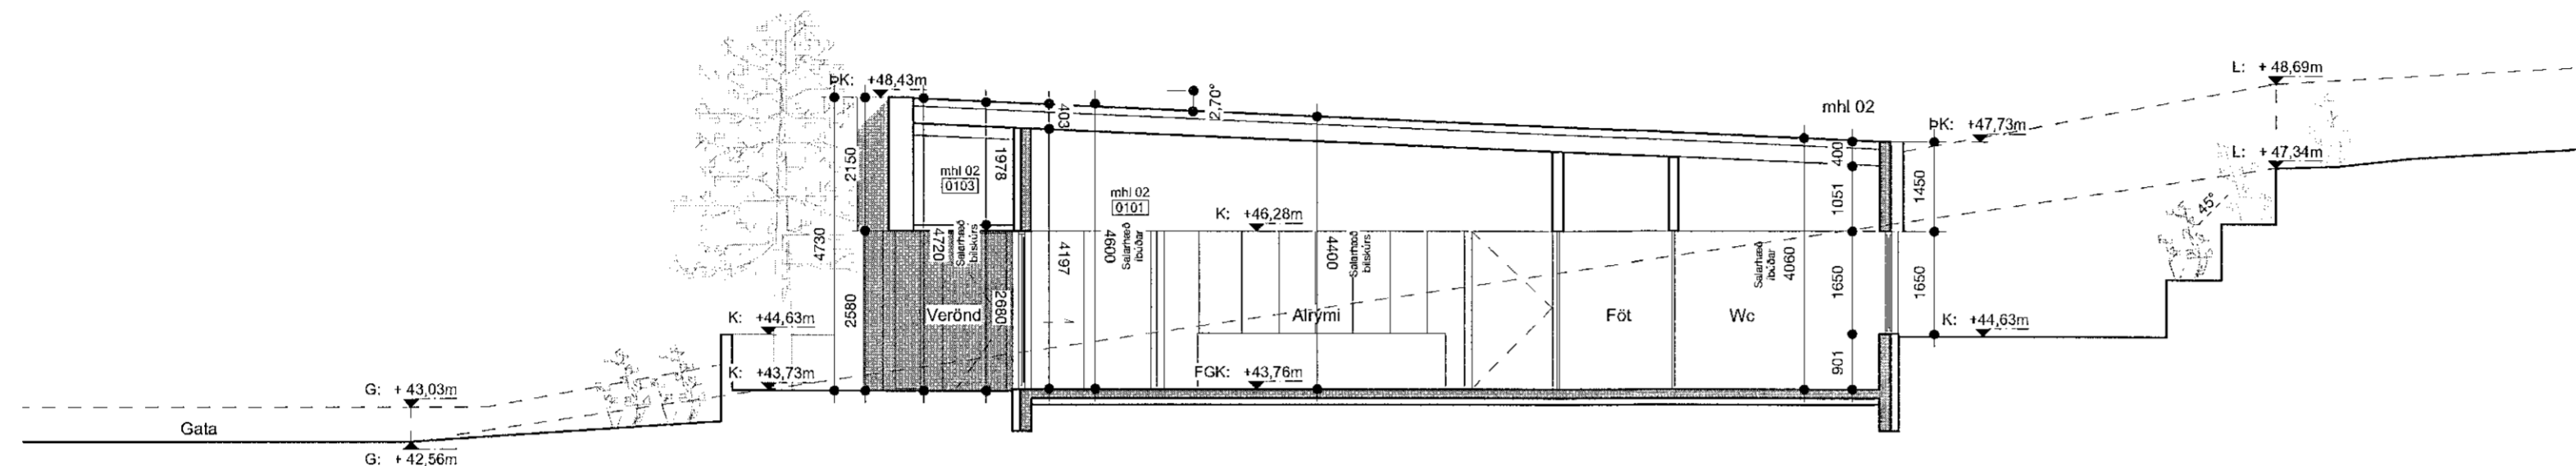 ÞK: +48,43m
403
2,70°
mhl 02
ÞK: +47,73m
L: + 48,69m
L: + 47,34m
45°
2150
4730
2580
mhl 02
0103
1978
4720
Salarhæð
bílskúrs
2680
Verönd
4197
mhl 02
0101
4600
Salarhæð
íbúðar
K: +46,28m
4400
Salarhæð
bílskúrs
Alrými
FGK: +43,76m
Föt
Wc
Salarhæð
íbúðar
4060
400
1051
1650
901
1450
1650
K: +44,63m
K: +44,63m
K: +43,73m
G: + 43,03m
Gata
G: + 42,56m